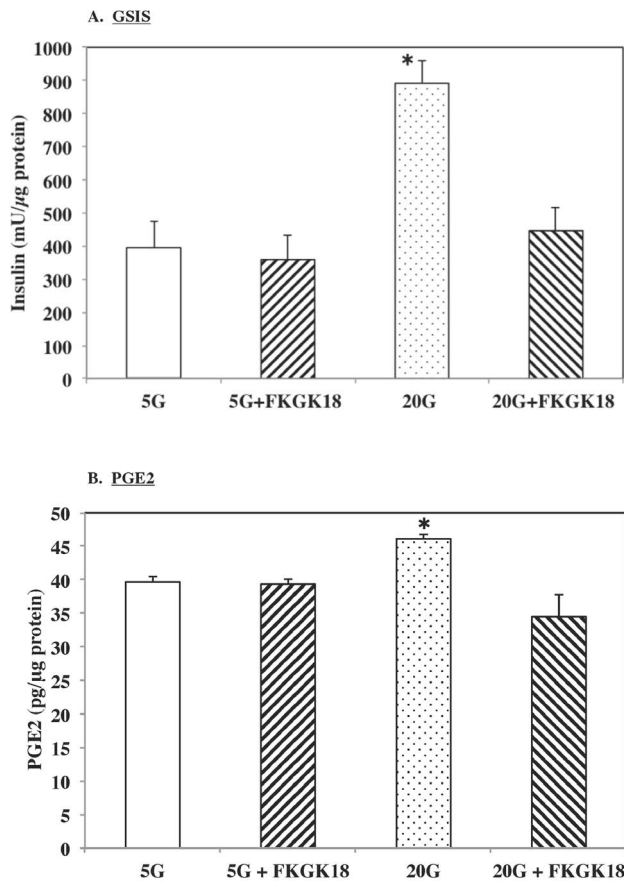 A. GSIS
Insulin (mU/µg protein)
1000
900
800
700
600
500
400
300
200
100
0
*
5G
5G+FKGK18
20G
20G+FKGK18
B. PGE2
PGE2 (pg/µg protein)
50
45
40
35
30
25
20
15
10
5
0
*
5G
5G + FKGK18
20G
20G + FKGK18